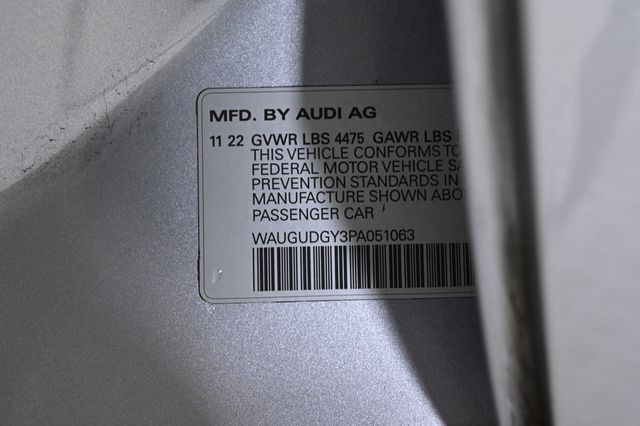 MFD. BY AUDI AG
11 22 GVWR LBS 4475 GAWR LBS
THIS VEHICLE CONFORMS TO
FEDERAL MOTOR VEHICLE SA
PREVENTION STANDARDS IN
MANUFACTURE SHOWN ABO
PASSENGER CAR
WAUGUDGY3PA051063